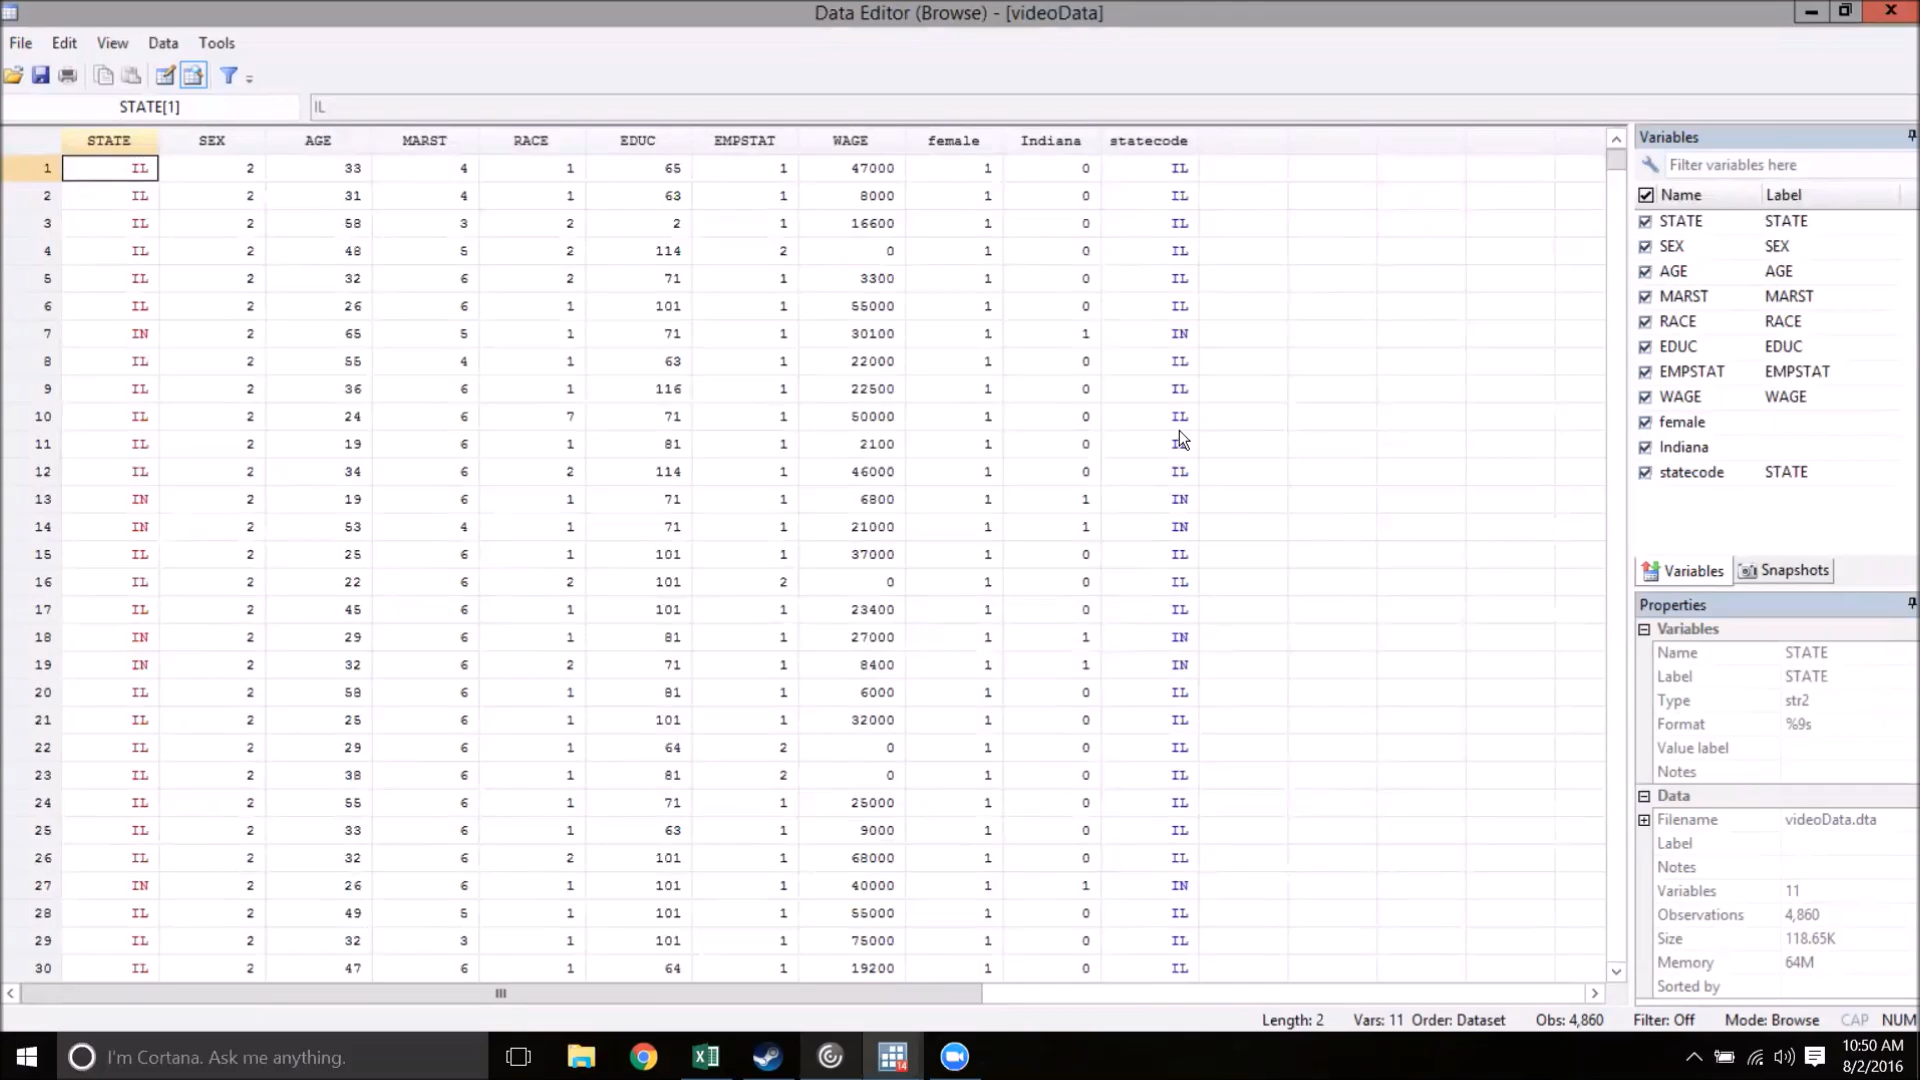 Data Editor (Browse) - [videoData]
File Edit View Data Tools
STATE[1] IL
STATE SEX AGE MARST RACE EDUC EMPSTAT WAGE female Indiana statecode
1 IL 2 33 4 1 65 1 47000 1 0 IL
2 IL 2 31 4 1 63 1 8000 1 0 IL
3 IL 2 58 3 2 2 1 16600 1 0 IL
4 IL 2 48 5 2 114 2 0 1 0 IL
5 IL 2 32 6 2 71 1 3300 1 0 IL
6 IL 2 26 6 1 101 1 55000 1 0 IL
7 IN 2 65 5 1 71 1 30100 1 1 IN
8 IL 2 55 4 1 63 1 22000 1 0 IL
9 IL 2 36 6 1 116 1 22500 1 0 IL
10 IL 2 24 6 7 71 1 50000 1 0 IL
11 IL 2 19 6 1 81 1 2100 1 0 IL
12 IL 2 34 6 2 114 1 46000 1 0 IL
13 IN 2 19 6 1 71 1 6800 1 1 IN
14 IN 2 53 4 1 71 1 21000 1 1 IN
15 IL 2 25 6 1 101 1 37000 1 0 IL
16 IL 2 22 6 2 101 2 0 1 0 IL
17 IL 2 45 6 1 101 1 23400 1 0 IL
18 IN 2 29 6 1 81 1 27000 1 1 IN
19 IN 2 32 6 2 71 1 8400 1 1 IN
20 IL 2 58 6 1 81 1 6000 1 0 IL
21 IL 2 25 6 1 101 1 32000 1 0 IL
22 IL 2 29 6 1 64 2 0 1 0 IL
23 IL 2 38 6 1 81 2 0 1 0 IL
24 IL 2 55 6 1 71 1 25000 1 0 IL
25 IL 2 33 6 1 63 1 9000 1 0 IL
26 IL 2 32 6 2 101 1 68000 1 0 IL
27 IN 2 26 6 1 101 1 40000 1 1 IN
28 IL 2 49 5 1 101 1 55000 1 0 IL
29 IL 2 32 3 1 101 1 75000 1 0 IL
30 IL 2 47 6 1 64 1 19200 1 0 IL
Variables
Filter variables here
Name Label
STATE STATE
SEX SEX
AGE AGE
MARST MARST
RACE RACE
EDUC EDUC
EMPSTAT EMPSTAT
WAGE WAGE
female
Indiana
statecode STATE
Variables Snapshots
Properties
Variables
Name STATE
Label STATE
Type str2
Format %9s
Value label
Notes
Data
Filename videoData.dta
Label
Notes
Variables 11
Observations 4,860
Size 118.65K
Memory 64M
Sorted by
Length: 2 Vars: 11 Order: Dataset Obs: 4,860 Filter: Off Mode: Browse CAP NUM
I'm Cortana. Ask me anything.
14
10:50 AM
8/2/2016